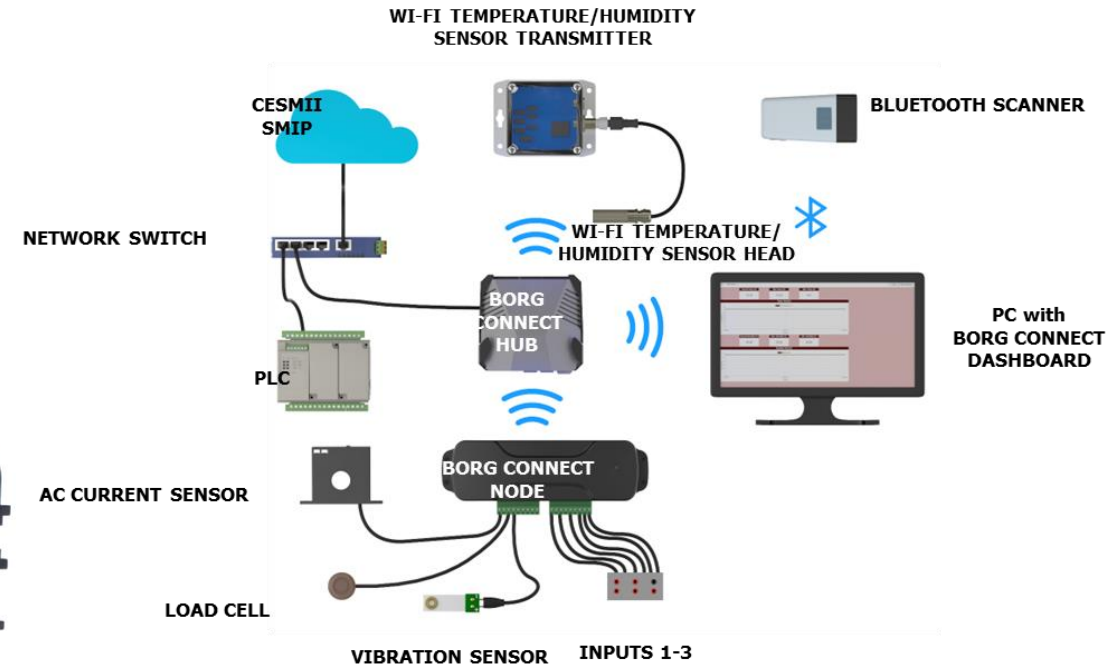 WI-FI TEMPERATURE/HUMIDITY
SENSOR TRANSMITTER
CESMII
SMIP
BLUETOOTH SCANNER
NETWORK SWITCH
WI-FI TEMPERATURE/
HUMIDITY SENSOR HEAD
BORG
CONNECT
HUB
PC with
BORG CONNECT
DASHBOARD
PLC
BORG CONNECT
NODE
AC CURRENT SENSOR
LOAD CELL
VIBRATION SENSOR
INPUTS 1-3